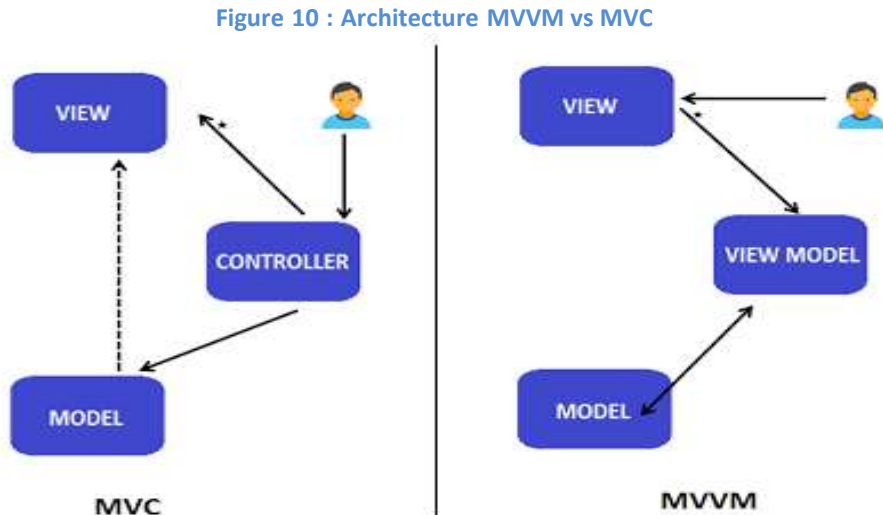 Figure 10 : Architecture MVVM vs MVC
VIEW
*
CONTROLLER
MODEL
MVC
VIEW
*
VIEW MODEL
MODEL
MVVM